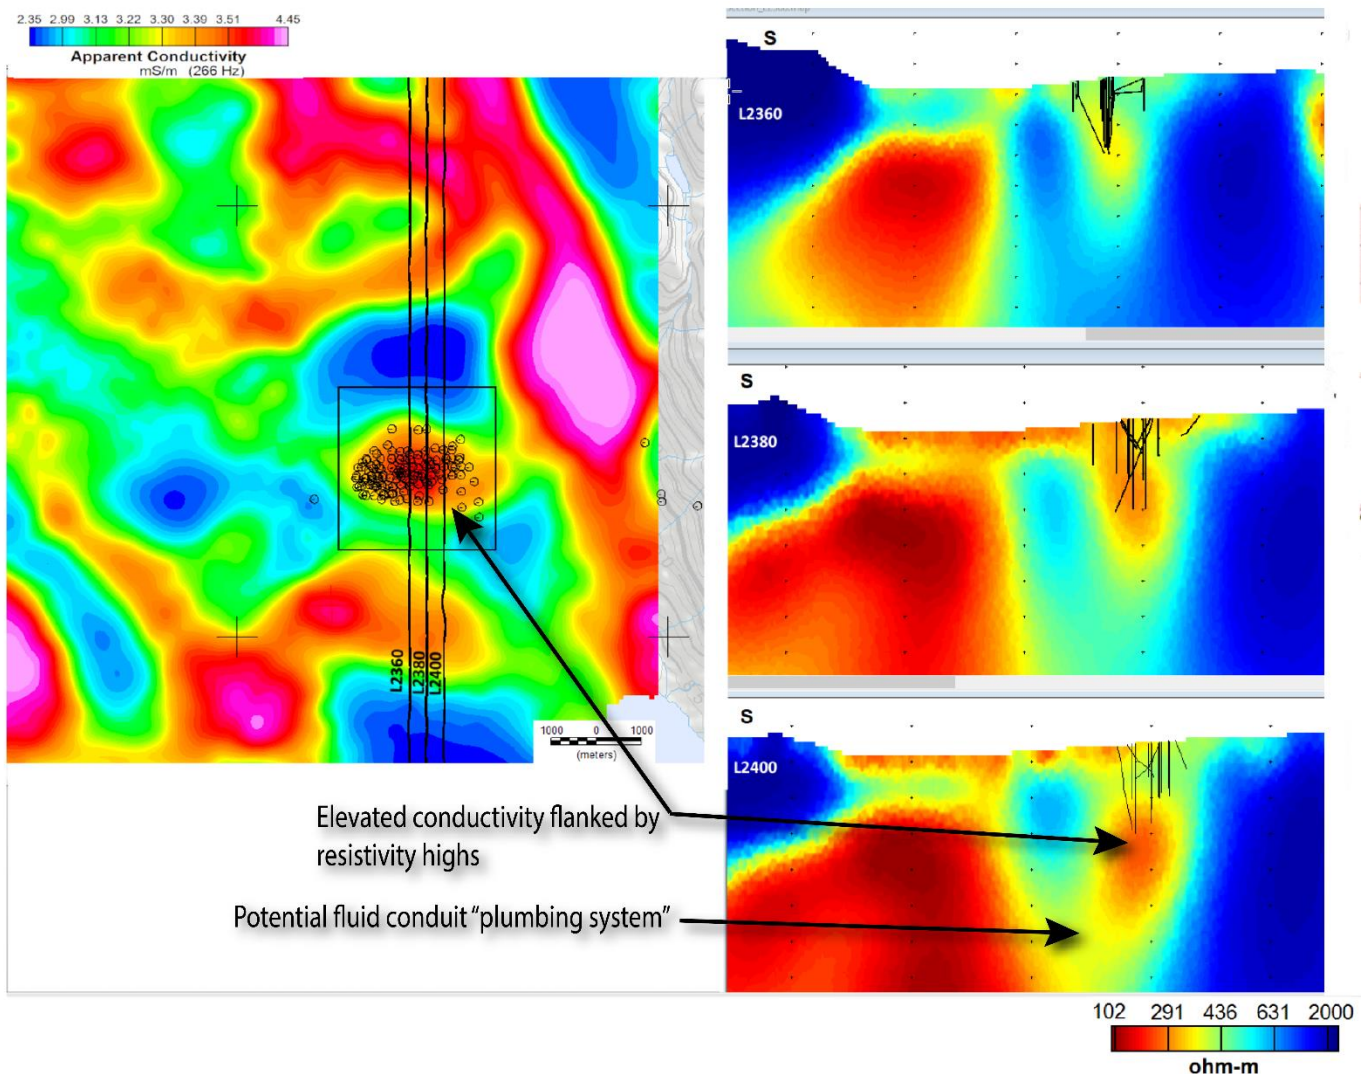 2.35 2.99 3.13 3.22 3.30 3.39 3.51 4.45
Apparent Conductivity
mS/m (266 Hz)
L2360
L2380
L2400
1000 0 1000
(meters)
S
L2360
S
L2380
S
L2400
Elevated conductivity flanked by
resistivity highs
Potential fluid conduit "plumbing system"
102 291 436 631 2000
ohm-m